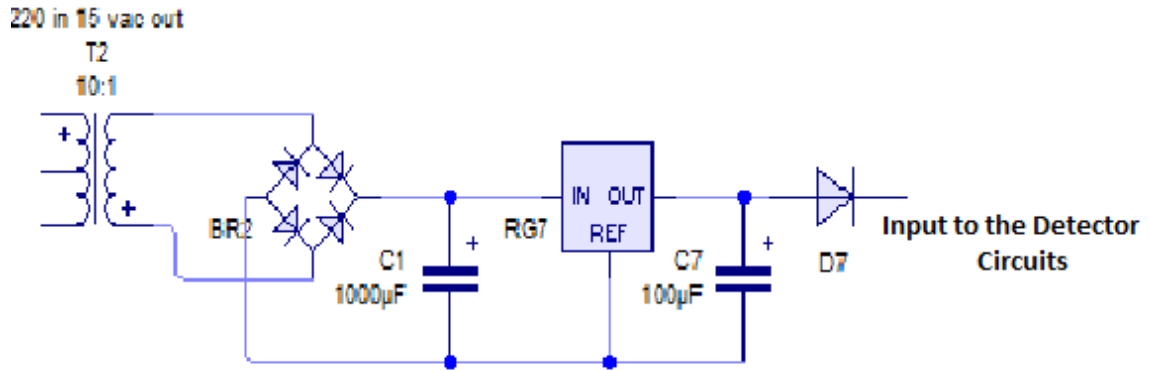 220 in 15 vac out
T2
10:1
+
+
BR2
C1
1000µF
+
RG7
IN OUT
REF
C7
100µF
+
D7
Input to the Detector
Circuits